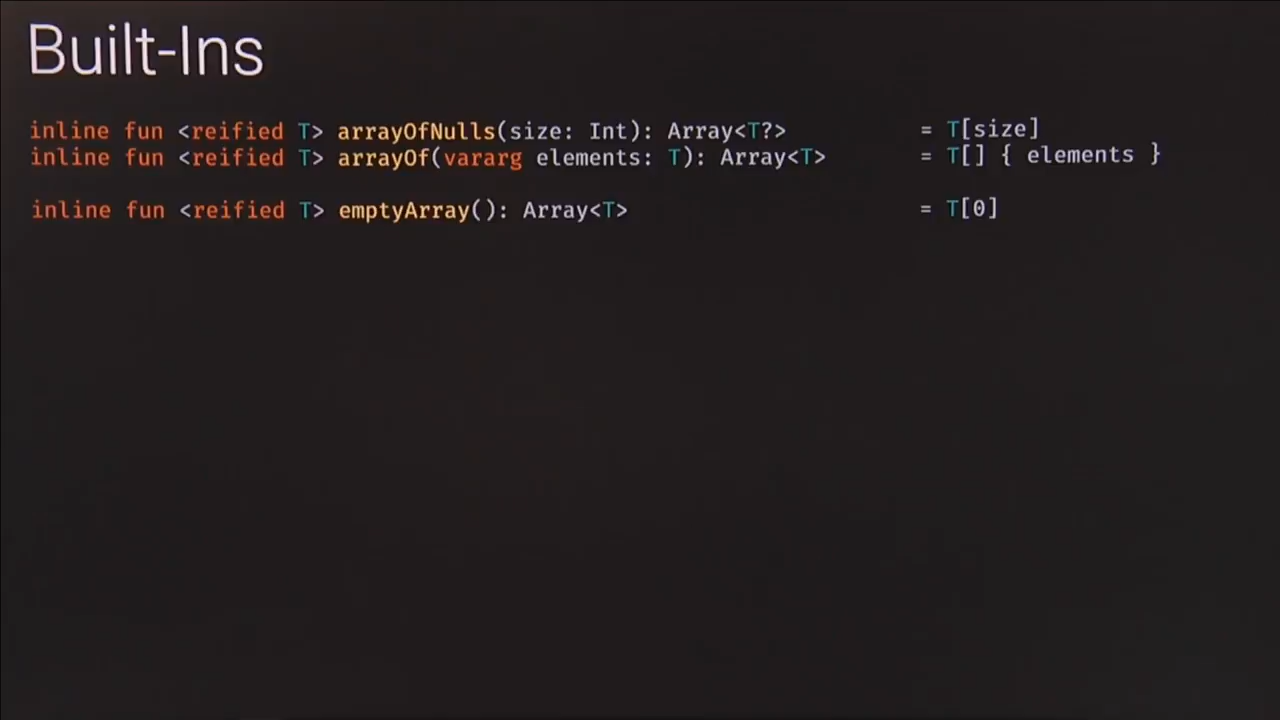 Built-Ins
inline fun <reified T> arrayOfNulls(size: Int): Array<T?> = T[size]
inline fun <reified T> arrayOf(vararg elements: T): Array<T> = T[] { elements }
inline fun <reified T> emptyArray(): Array<T> = T[0]